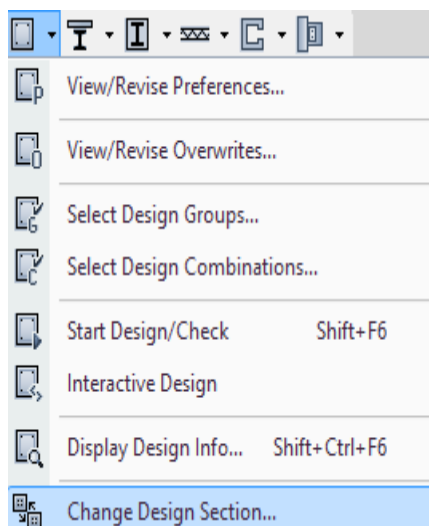 View/Revise Preferences...
View/Revise Overwrites...
Select Design Groups...
Select Design Combinations...
Start Design/Check Shift+F6
Interactive Design
Display Design Info... Shift+Ctrl+F6
Change Design Section...